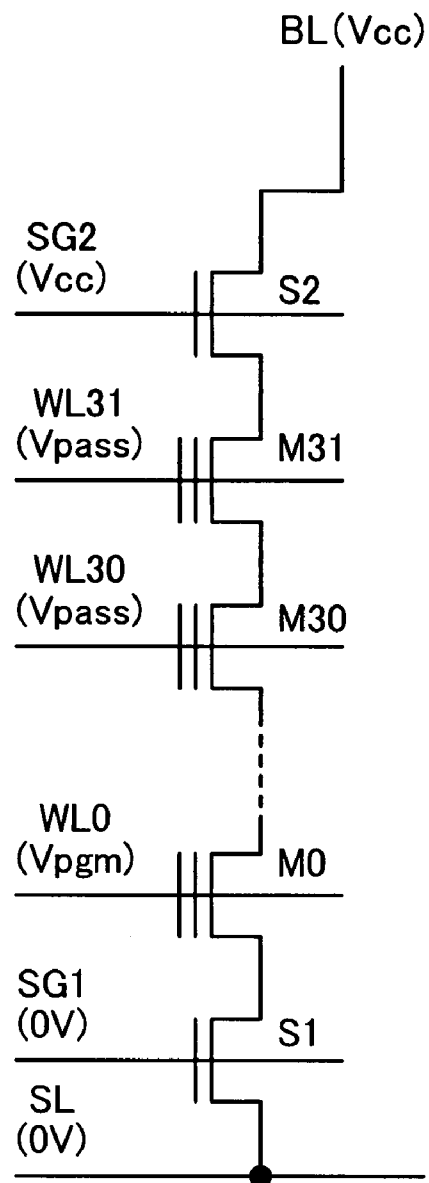 BL(Vcc)
SG2
(Vcc)
S2
WL31
(Vpass)
M31
WL30
(Vpass)
M30
WL0
(Vpgm)
M0
SG1
(0V)
S1
SL
(0V)